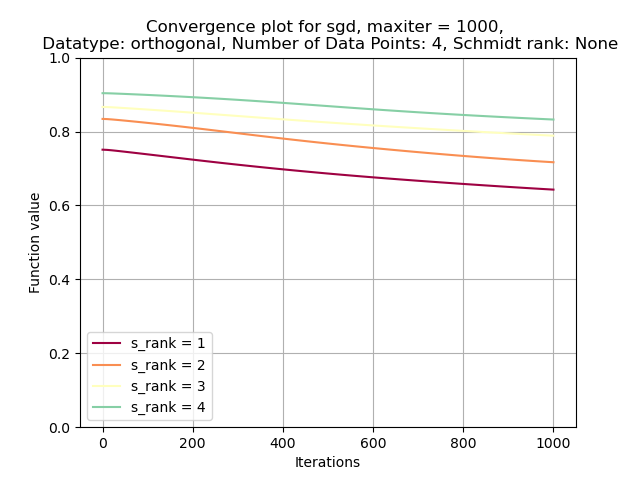 Convergence plot for sgd, maxiter = 1000,
Datatype: orthogonal, Number of Data Points: 4, Schmidt rank: None
1.0
0.8
0.6
0.4
0.2
0.0
Function value
s_rank = 1
s_rank = 2
s_rank = 3
s_rank = 4
0 200 400 600 800 1000
Iterations